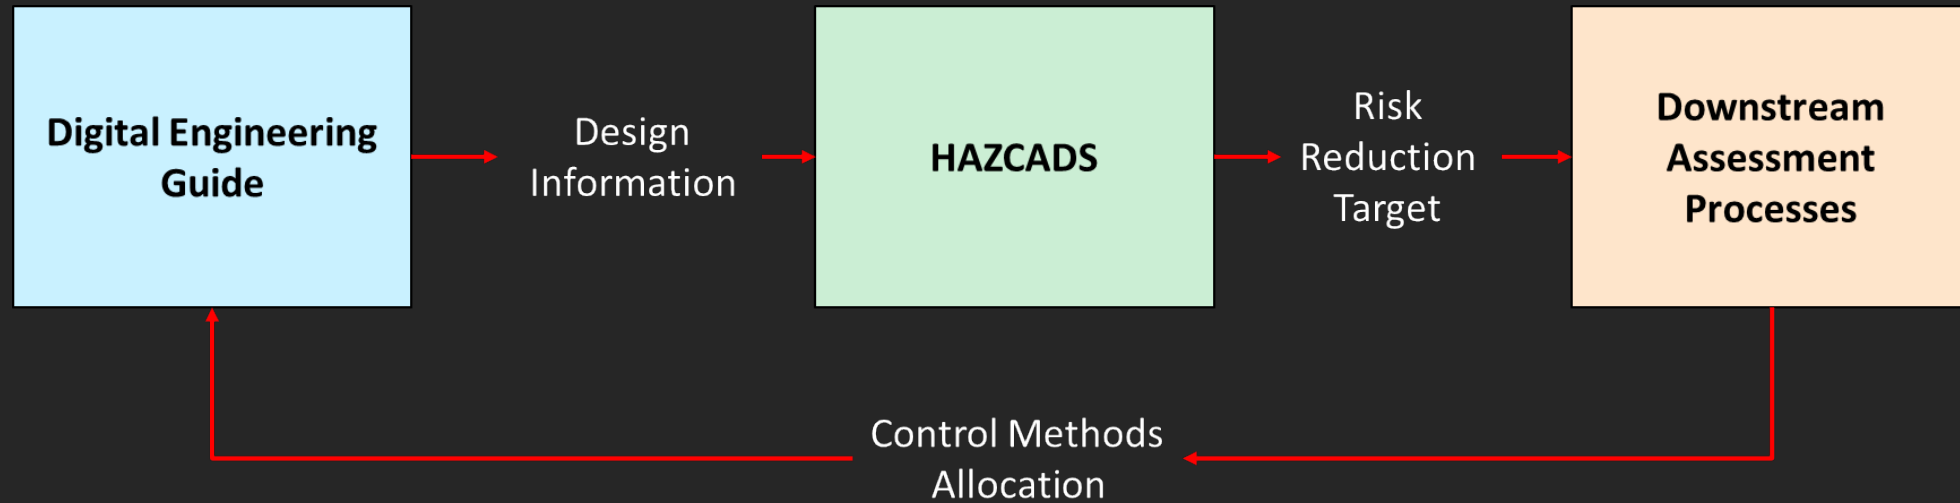 Digital Engineering
Guide
Design
Information
HAZCADS
Risk
Reduction
Target
Downstream
Assessment
Processes
Control Methods
Allocation